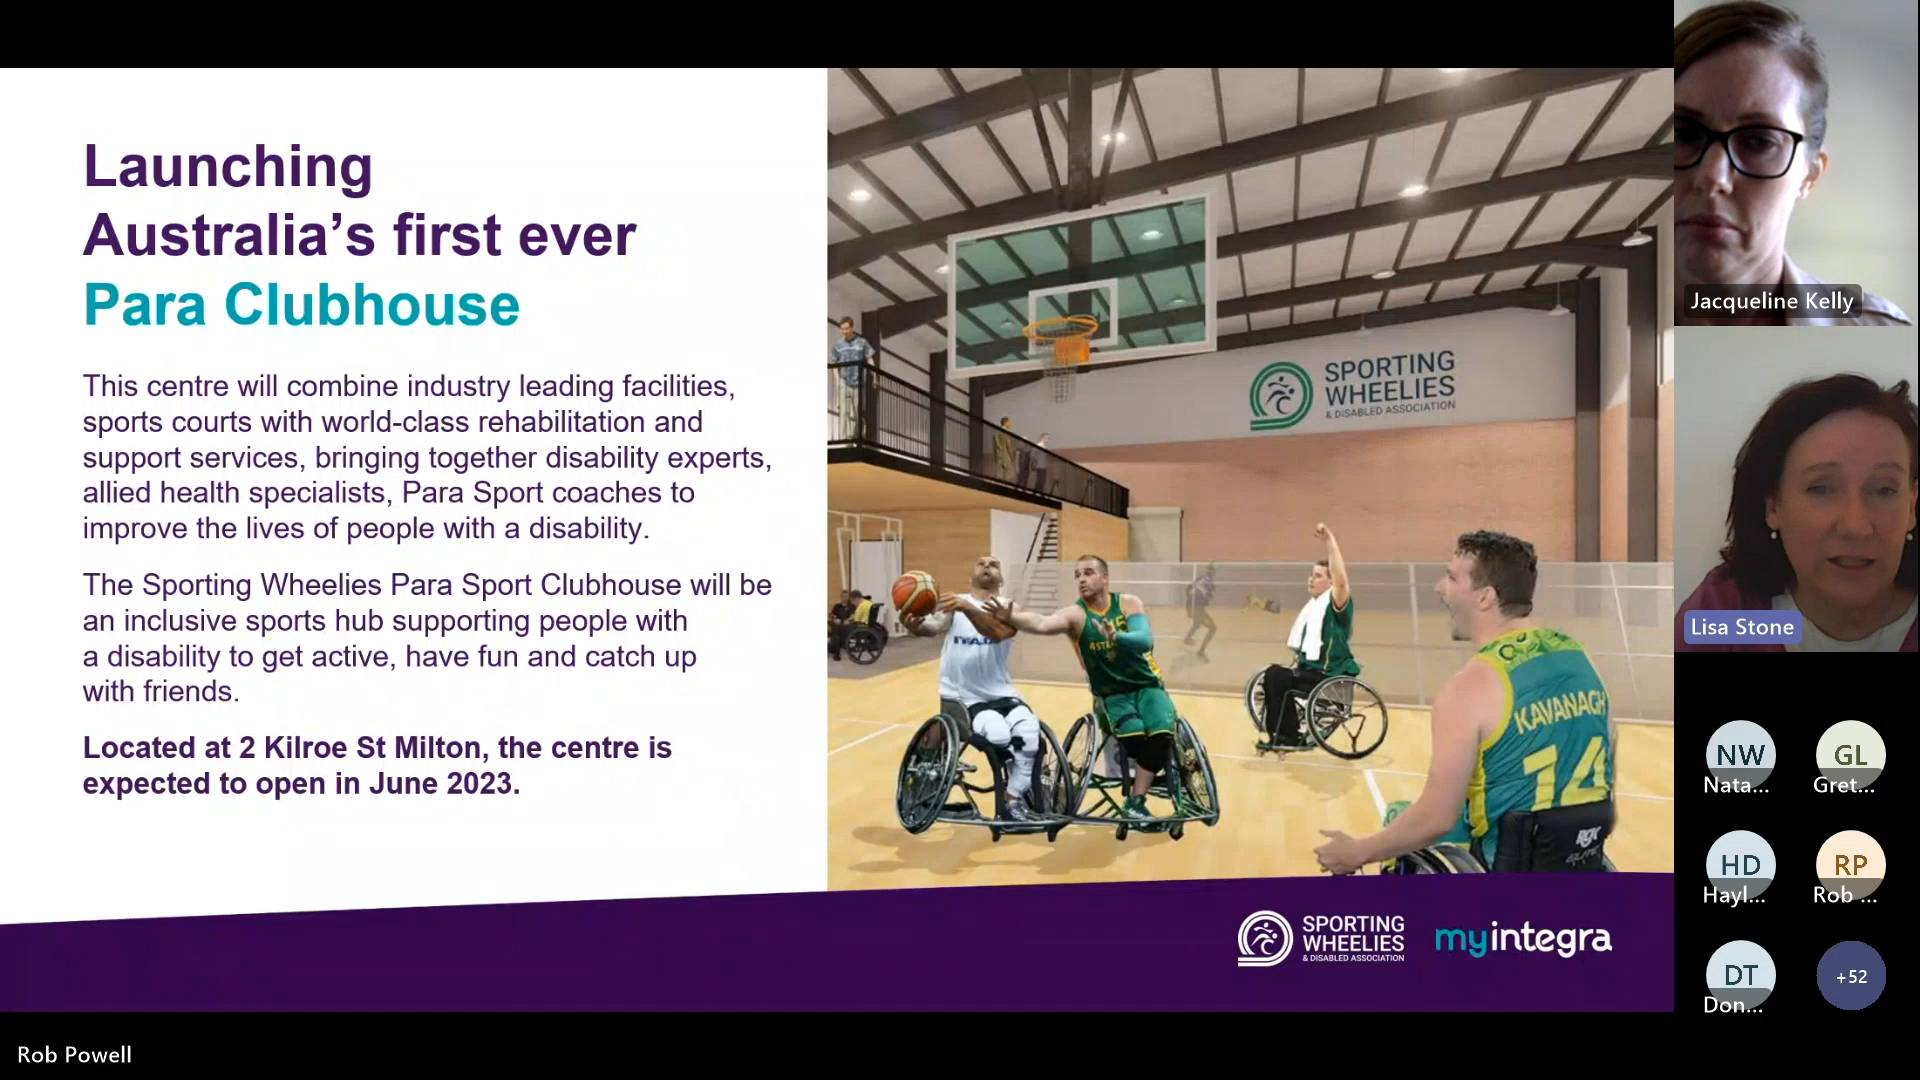 Launching
Australia’s first ever
Para Clubhouse
This centre will combine industry leading facilities,
sports courts with world-class rehabilitation and
support services, bringing together disability experts,
allied health specialists, Para Sport coaches to
improve the lives of people with a disability.
The Sporting Wheelies Para Sport Clubhouse will be
an inclusive sports hub supporting people with
a disability to get active, have fun and catch up
with friends.
Located at 2 Kilroe St Milton, the centre is
expected to open in June 2023.
SPORTING
WHEELIES
& DISABLED ASSOCIATION
KAVANAGH
14
RGK
SPORTING
WHEELIES
& DISABLED ASSOCIATION
myintegra
Jacqueline Kelly
Lisa Stone
NW
Nata...
GL
Gret...
HD
Hayl...
RP
Rob ...
DT
Don...
+52
Rob Powell